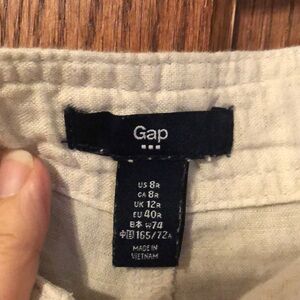 Gap
US 8R
CA 8R
UK 12R
EU 40R
日本 W74
中国 165/72A
MADE IN
VIETNAM